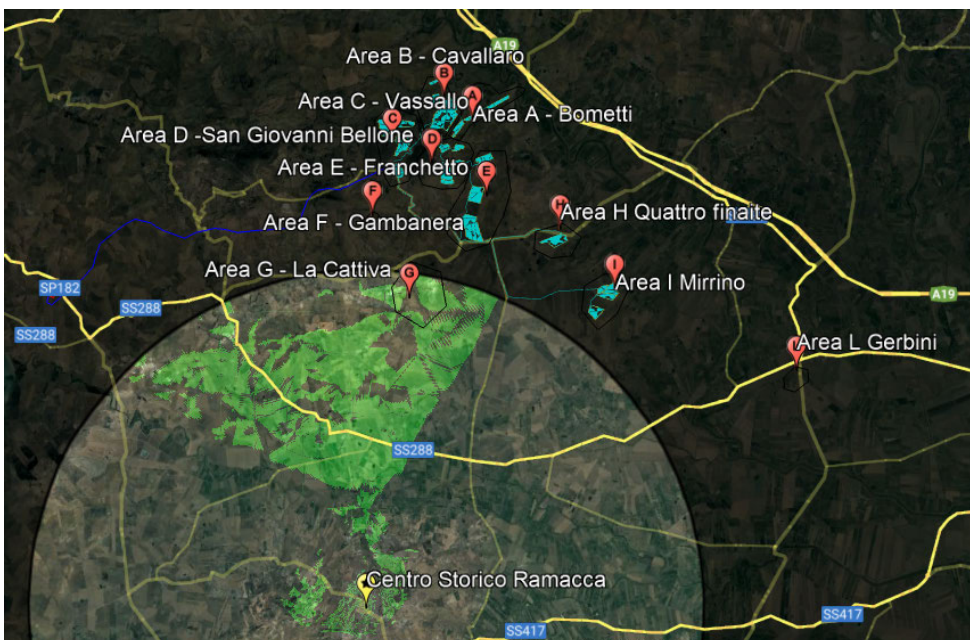 A19
Area B - Cavallaro
B
A
Area C - Vassallo
Area A - Bometti
C
Area D -San Giovanni Bellone
D
Area E - Franchetto
E
F
Area F - Gambanera
H
Area H Quattro finaite
Area G - La Cattiva
G
I
Area I Mirrino
SP182
A19
SS288
SS288
Area L Gerbini
SS288
Centro Storico Ramacca
SS417
SS417